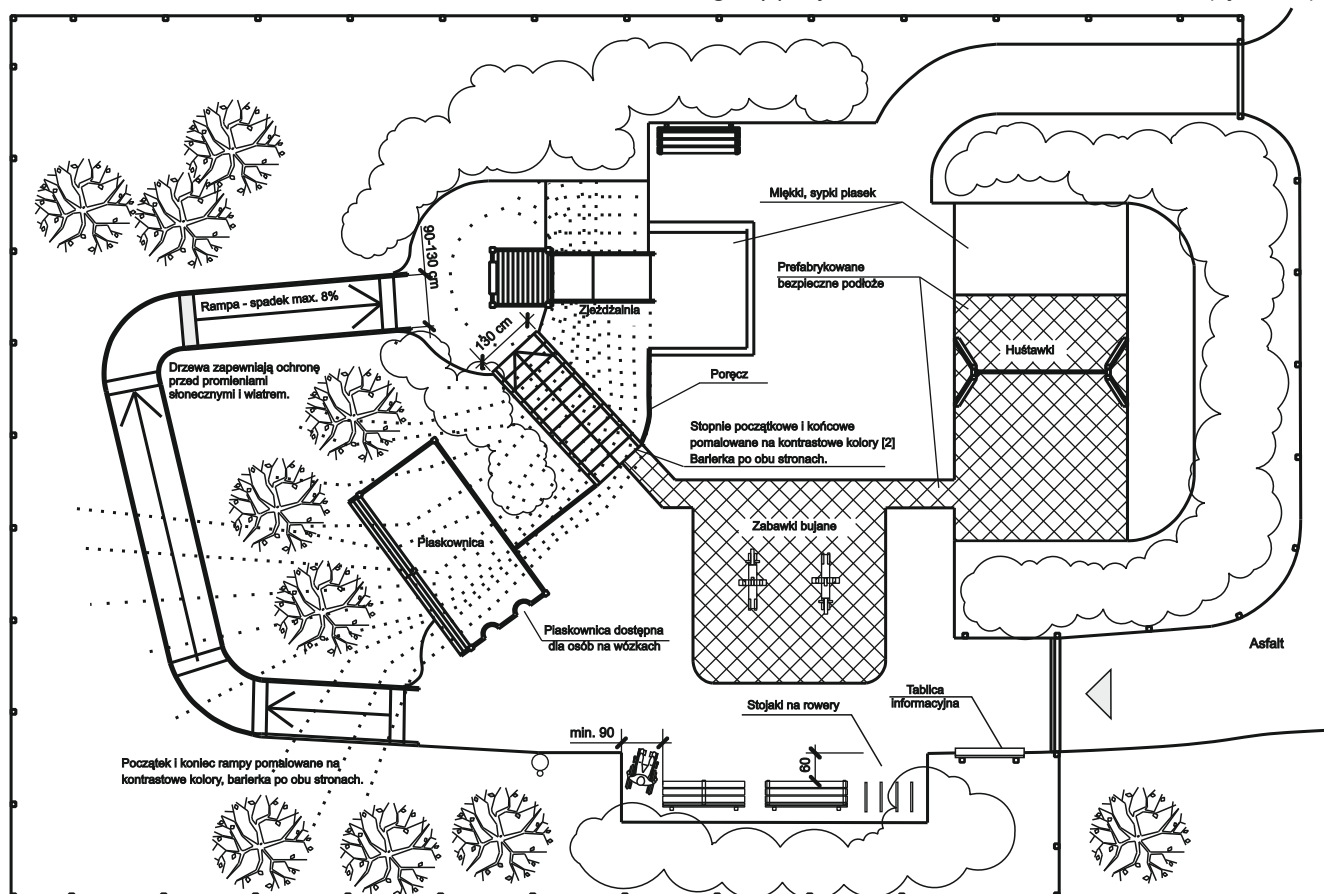 Miękki, sypki piasek
90-130 cm
Prefabrykowane
bezpieczne podłoże
Rampa - spadek max. 8%
Zjeżdżalnia
130 cm
Huśtawki
Drzewa zapewniają ochronę
przed promieniami
słonecznymi i wiatrem.
Poręcz
Stopnie początkowe i końcowe
pomalowane na kontrastowe kolory [2]
Barierka po obu stronach.
Zabawki bujane
Piaskownica
Piaskownica dostępna
dla osób na wózkach
Asfalt
Tablica
informacyjna
Stojaki na rowery
min. 90
60
Początek i koniec rampy pomalowane na
kontrastowe kolory, barierka po obu stronach.